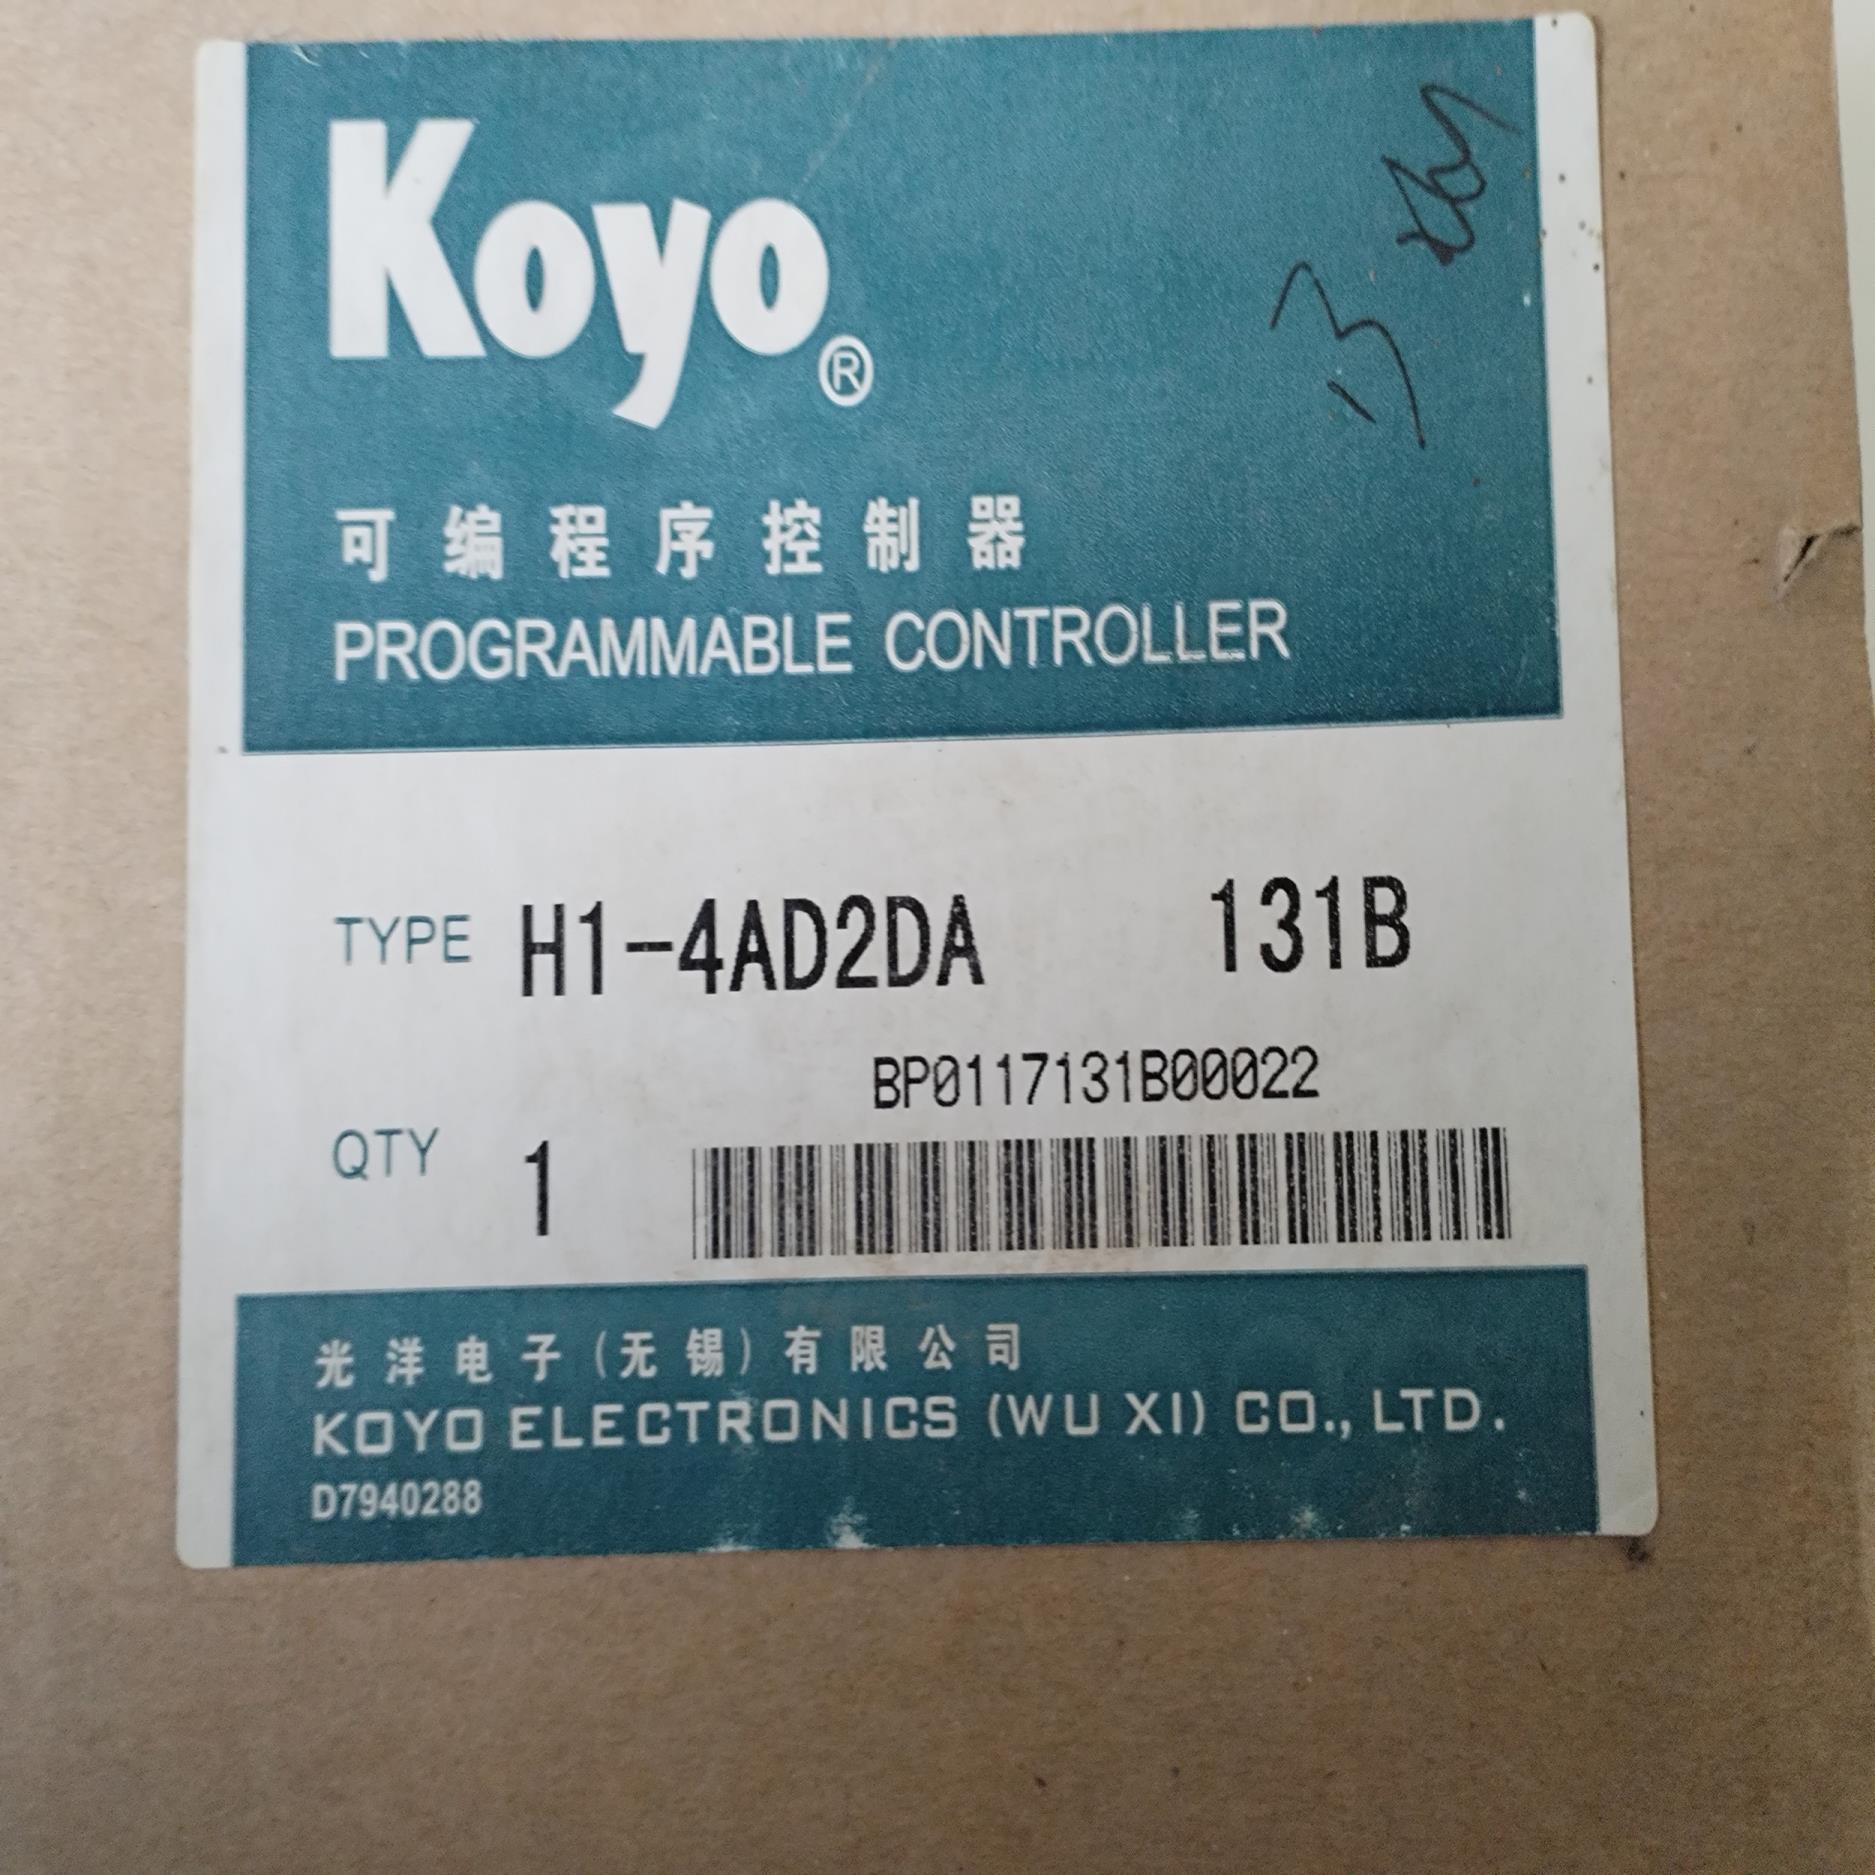 Koyo®
可编程序控制器
PROGRAMMABLE CONTROLLER
TYPE H1-4AD2DA 131B
BP0117131B00022
QTY 1
光洋电子(无锡)有限公司
KOYO ELECTRONICS (WU XI) CO., LTD.
D7940288